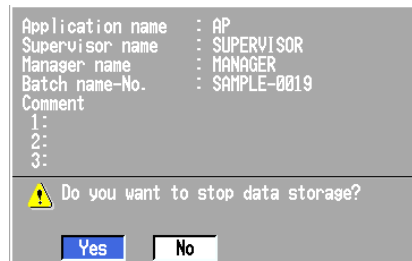 Application name : AP
Supervisor name : SUPERVISOR
Manager name : MANAGER
Batch name-No. : SAMPLE-0019
Comment
1:
2:
3:
Do you want to stop data storage?
Yes No